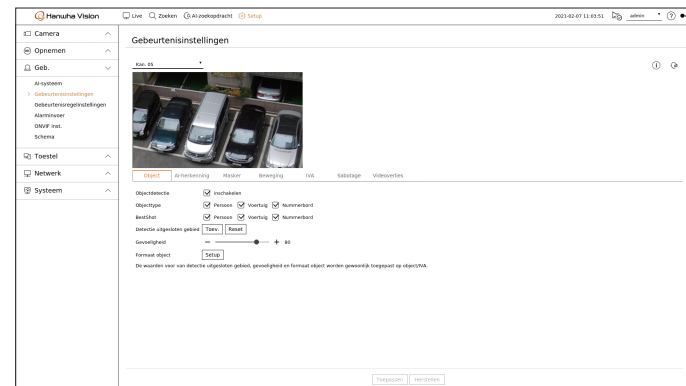 Hanwha Vision
Live Zoeken AI-zoekopdracht Setup 2021-02-07 11:03:51 admin
Camera
Opnemen
Geb.
AI-systeem
Gebeurtenisinstellingen
Gebeurtenisregelinstellingen
Alarminvoer
ONVIF inst.
Schema
Toestel
Netwerk
Systeem
Gebeurtenisinstellingen
Kan. 05
Object AI-herkenning Masker Beweging IVA Sabotage Videoverlies
Objectdetectie inschakelen
Objecttype Persoon Voertuig Nummerbord
BestShot Persoon Voertuig Nummerbord
Detectie uitgesloten gebied Toev. Reset
Gevoeligheid 80
Formaat object Setup
De waarden voor van detectie uitgesloten gebied, gevoeligheid en formaat object worden gewoonlijk toegepast op object/IVA.
Toepassen Herstellen